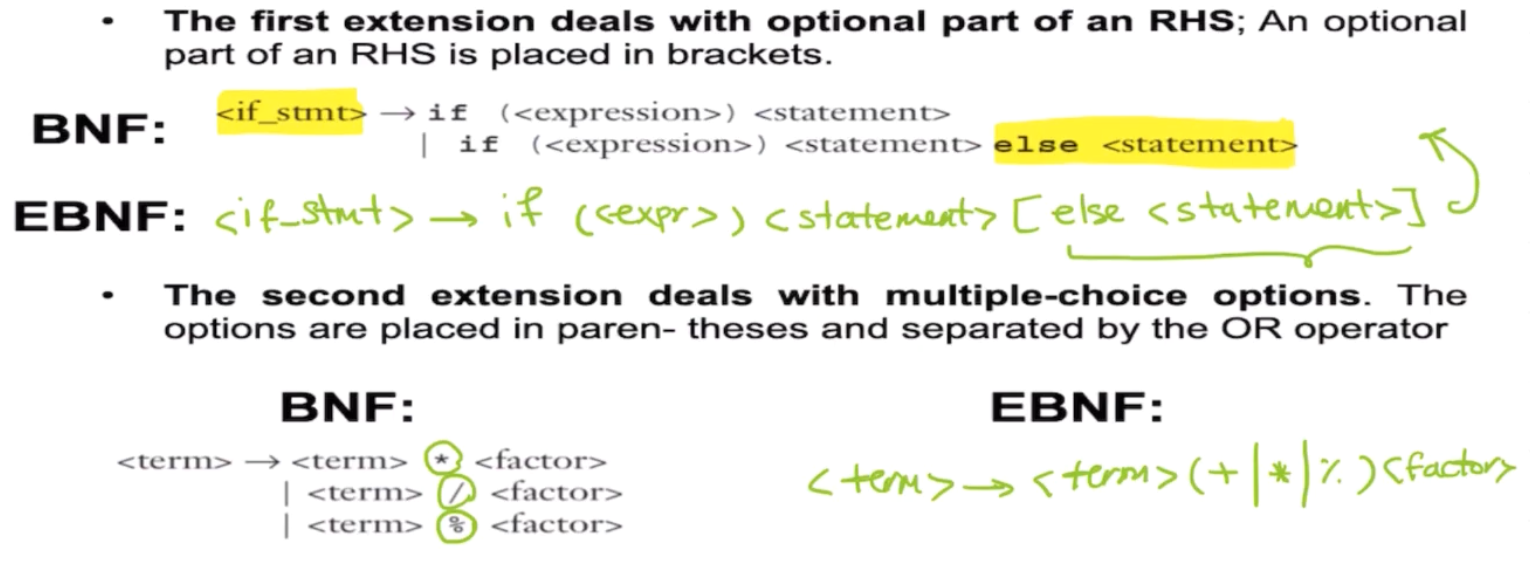 • The first extension deals with optional part of an RHS; An optional
part of an RHS is placed in brackets.
BNF: <if_stmt> → if (<expression>) <statement>
| if (<expression>) <statement> else <statement>
EBNF: <if_stmt> → if (<expr>) <statement> [else <statement>]
• The second extension deals with multiple-choice options. The
options are placed in paren- theses and separated by the OR operator
BNF: EBNF:
<term> → <term> * <factor>
<term> → <term> (+|*|%) <factor>
| <term> / <factor>
| <term> % <factor>